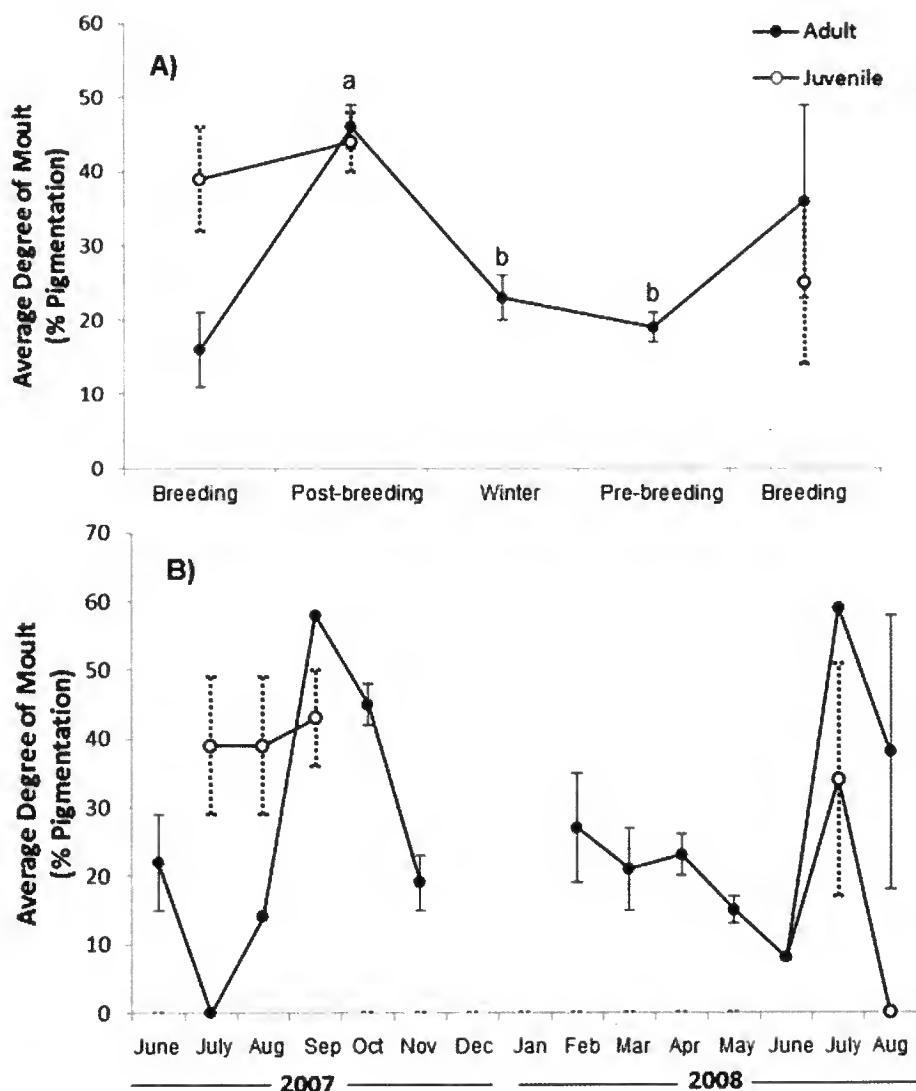 60
A)
a
Adult
Juvenile
50
40
30
b
b
20
10
0
Average Degree of Moult
(% Pigmentation)
Breeding Post-breeding Winter Pre-breeding Breeding
70
B)
60
50
40
30
20
10
0
Average Degree of Moult
(% Pigmentation)
June July Aug Sep Oct Nov Dec Jan Feb Mar Apr May June July Aug
2007 2008